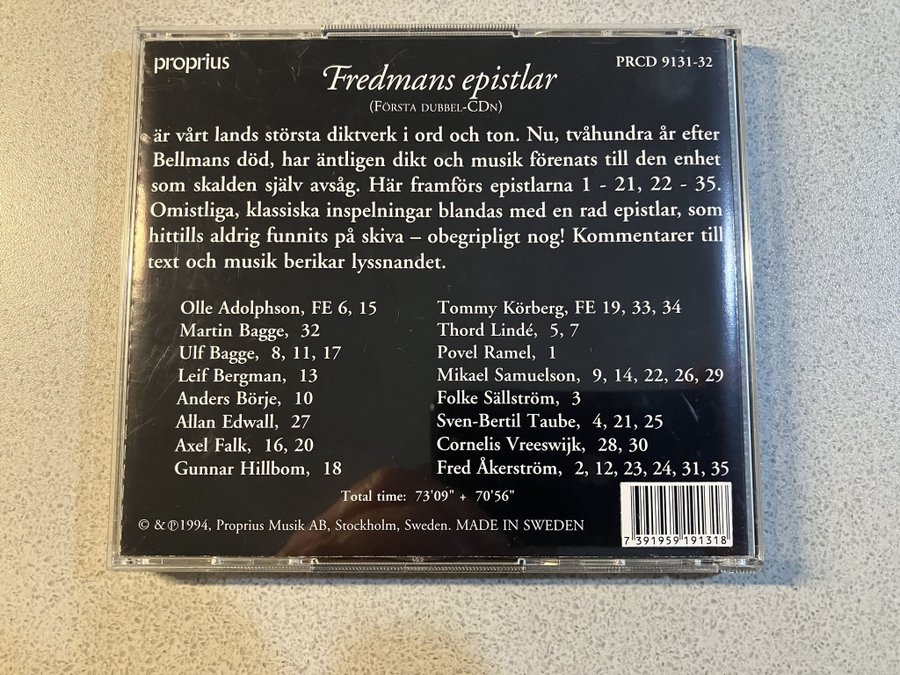 proprius
PRCD 9131-32
Fredmans epistlar
(Första dubbel-CDn)
är vårt lands största diktverk i ord och ton. Nu, tvåhundra år efter
Bellmans död, har äntligen dikt och musik förenats till den enhet
som skalden själv avsåg. Här framförs epistlarna 1 - 21, 22 - 35.
Omistliga, klassiska inspelningar blandas med en rad epistlar, som
hittills aldrig funnits på skiva – obegripligt nog! Kommentarer till
text och musik berikar lyssnandet.
Olle Adolphson, FE 6, 15
Martin Bagge, 32
Ulf Bagge, 8, 11, 17
Leif Bergman, 13
Anders Börje, 10
Allan Edwall, 27
Axel Falk, 16, 20
Gunnar Hillbom, 18
Tommy Körberg, FE 19, 33, 34
Thord Lindé, 5, 7
Povel Ramel, 1
Mikael Samuelson, 9, 14, 22, 26, 29
Folke Sällström, 3
Sven-Bertil Taube, 4, 21, 25
Cornelis Vreeswijk, 28, 30
Fred Åkerström, 2, 12, 23, 24, 31, 35
Total time: 73'09" + 70'56"
© & ℗1994, Proprius Musik AB, Stockholm, Sweden. MADE IN SWEDEN
7 391959 191318